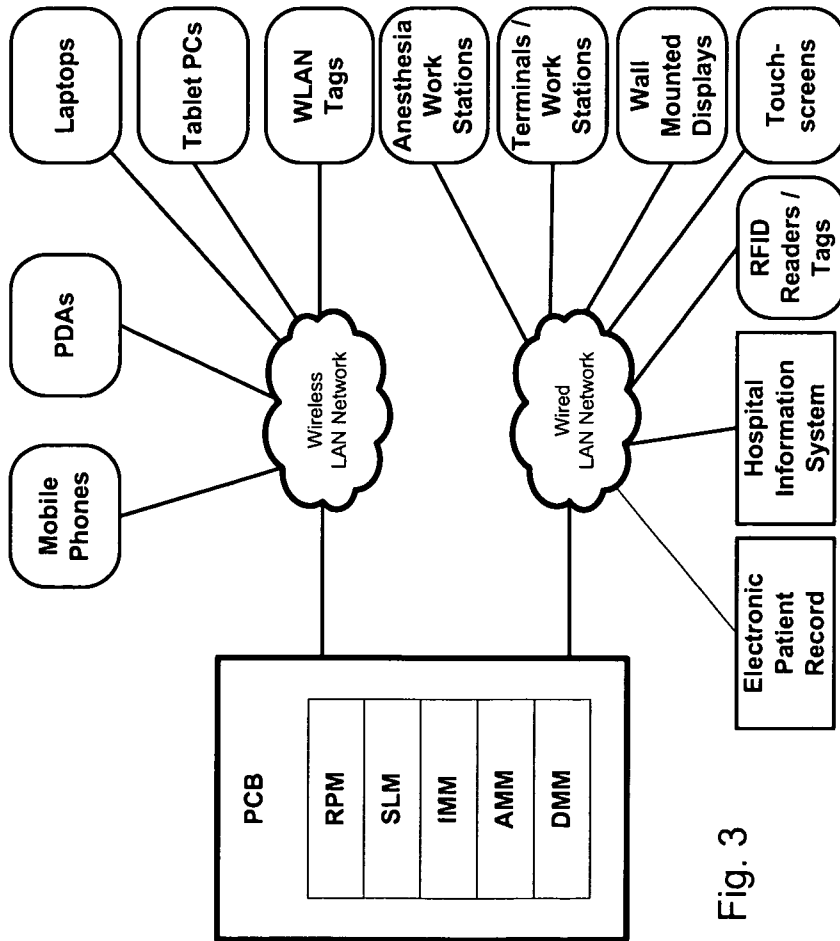 Mobile
Phones
PDAs
Laptops
Tablet PCs
WLAN
Tags
Anesthesia
Work
Stations
Terminals /
Work
Stations
Wall
Mounted
Displays
Touch-
screens
RFID
Readers /
Tags
Hospital
Information
System
Electronic
Patient
Record
Wireless
LAN Network
Wired
LAN Network
PCB
RPM
SLM
IMM
AMM
DMM
Fig. 3